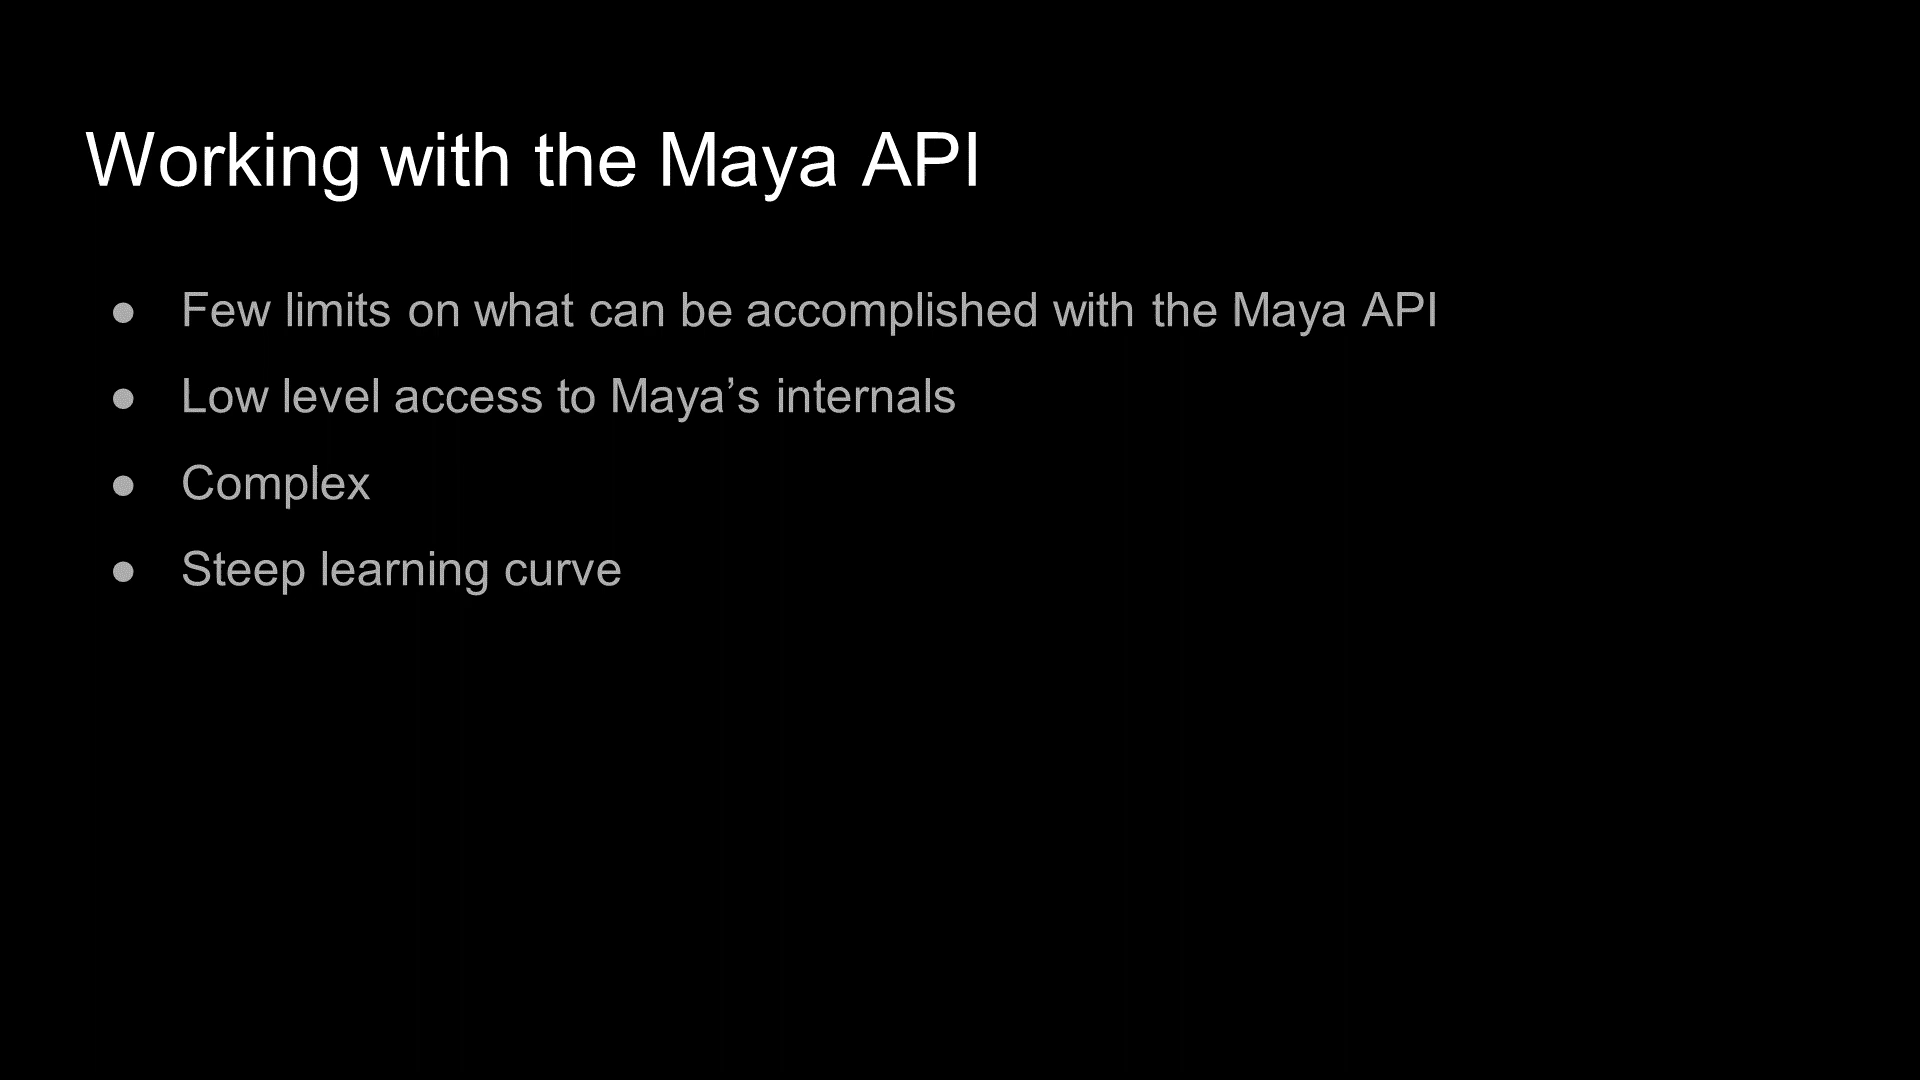 Working with the Maya API
● Few limits on what can be accomplished with the Maya API
● Low level access to Maya’s internals
● Complex
● Steep learning curve